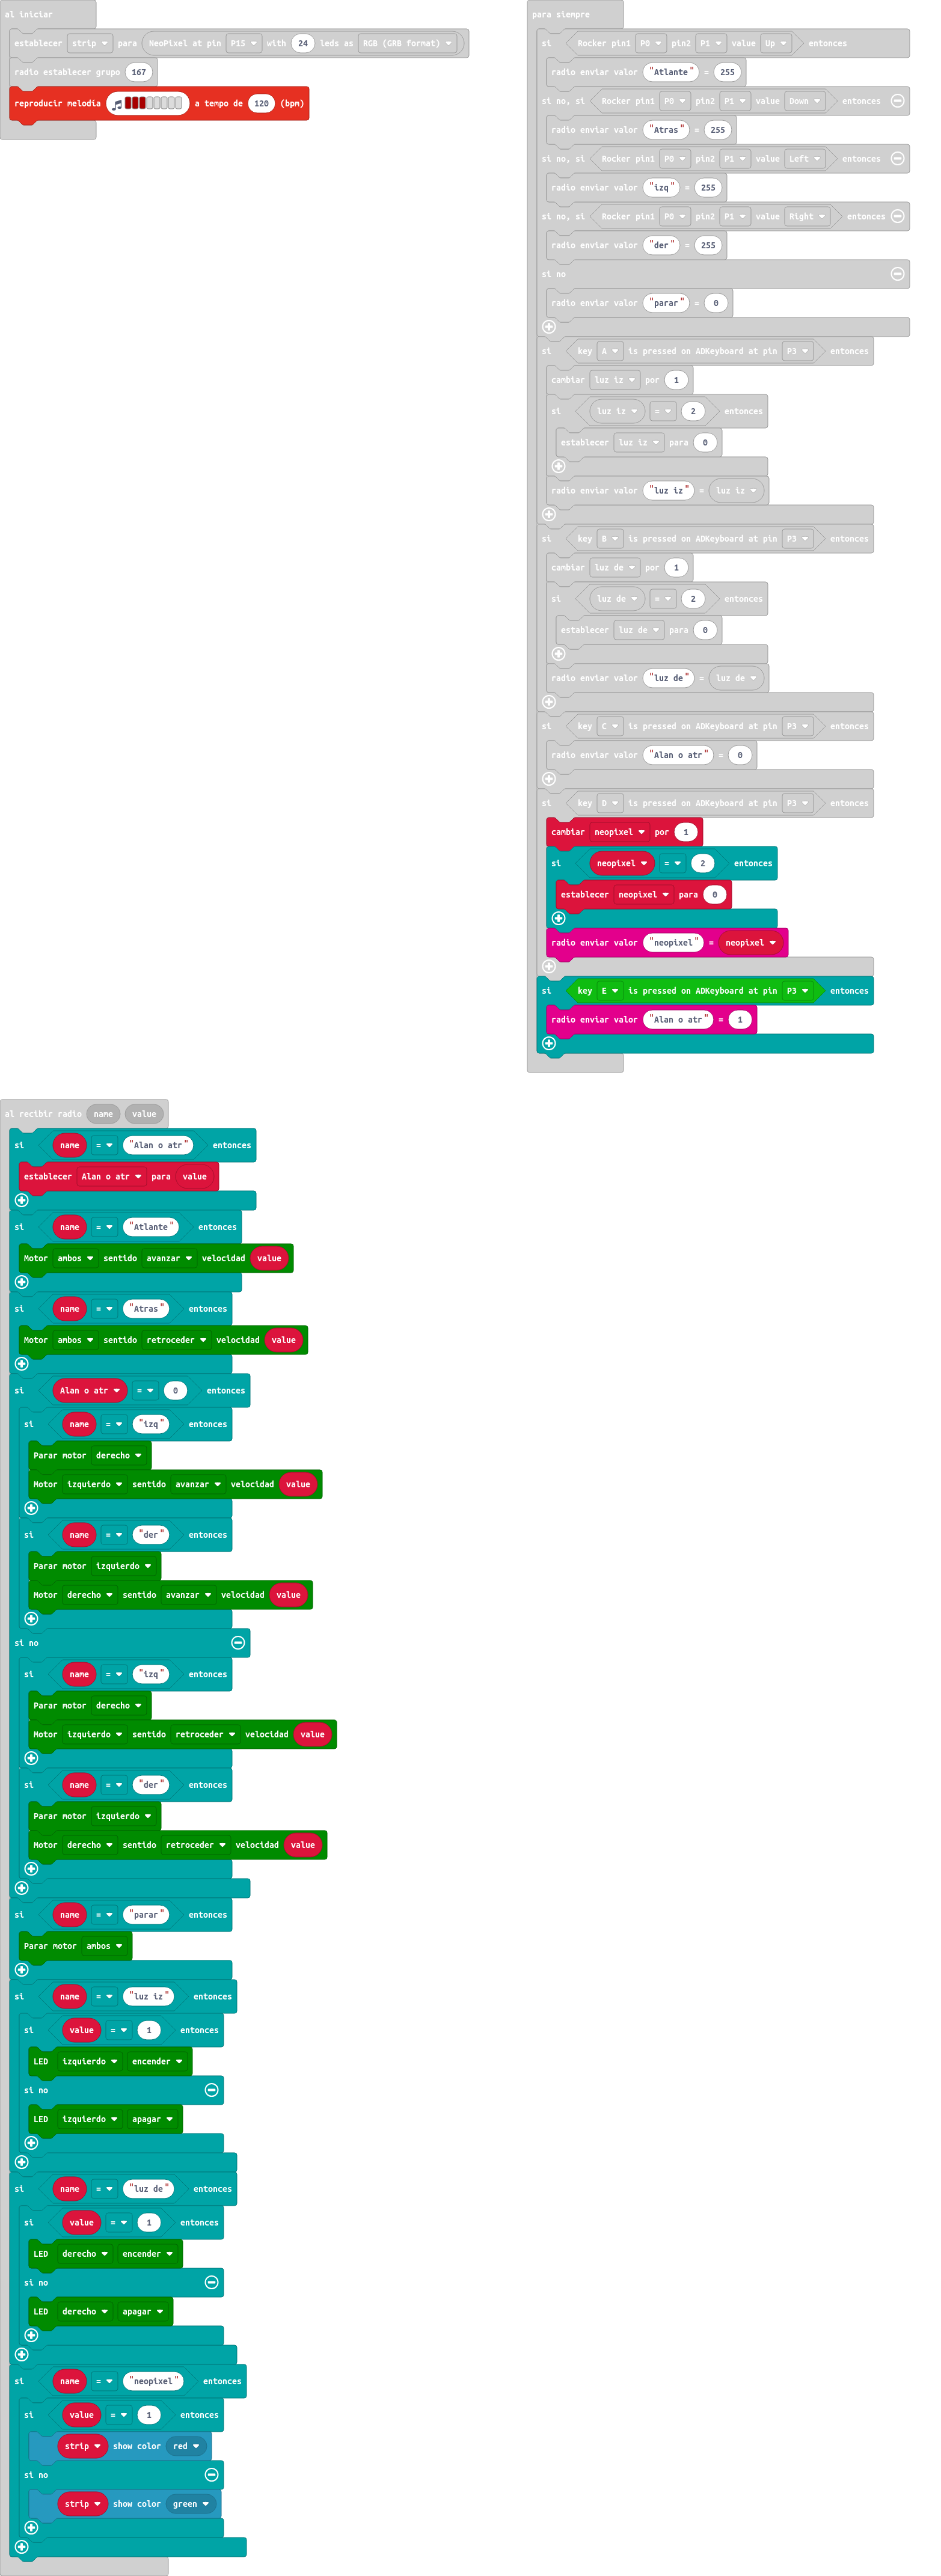 al iniciar
establecer strip para NeoPixel at pin P15 with 24 leds as RGB (GRB format)
radio establecer grupo 167
reproducir melodía a tempo de 120 (bpm)
para siempre
si Rocker pin1 P0 pin2 P1 value Up entonces
radio enviar valor "Atlante" = 255
si no, si Rocker pin1 P0 pin2 P1 value Down entonces
radio enviar valor "Atras" = 255
si no, si Rocker pin1 P0 pin2 P1 value Left entonces
radio enviar valor "izq" = 255
si no, si Rocker pin1 P0 pin2 P1 value Right entonces
radio enviar valor "der" = 255
si no
radio enviar valor "parar" = 0
si key A is pressed on ADKeyboard at pin P3 entonces
cambiar luz iz por 1
si luz iz = 2 entonces
establecer luz iz para 0
radio enviar valor "luz iz" = luz iz
si key B is pressed on ADKeyboard at pin P3 entonces
cambiar luz de por 1
si luz de = 2 entonces
establecer luz de para 0
radio enviar valor "luz de" = luz de
si key C is pressed on ADKeyboard at pin P3 entonces
radio enviar valor "Alan o atr" = 0
si key D is pressed on ADKeyboard at pin P3 entonces
cambiar neopixel por 1
si neopixel = 2 entonces
establecer neopixel para 0
radio enviar valor "neopixel" = neopixel
si key E is pressed on ADKeyboard at pin P3 entonces
radio enviar valor "Alan o atr" = 1
al recibir radio name value
si name = "Alan o atr" entonces
establecer Alan o atr para value
si name = "Atlante" entonces
Motor ambos sentido avanzar velocidad value
si name = "Atras" entonces
Motor ambos sentido retroceder velocidad value
si Alan o atr = 0 entonces
si name = "izq" entonces
Parar motor derecho
Motor izquierdo sentido avanzar velocidad value
si name = "der" entonces
Parar motor izquierdo
Motor derecho sentido avanzar velocidad value
si no
si name = "izq" entonces
Parar motor derecho
Motor izquierdo sentido retroceder velocidad value
si name = "der" entonces
Parar motor izquierdo
Motor derecho sentido retroceder velocidad value
si name = "parar" entonces
Parar motor ambos
si name = "luz iz" entonces
si value = 1 entonces
LED izquierdo encender
si no
LED izquierdo apagar
si name = "luz de" entonces
si value = 1 entonces
LED derecho encender
si no
LED derecho apagar
si name = "neopixel" entonces
si value = 1 entonces
strip show color red
si no
strip show color green